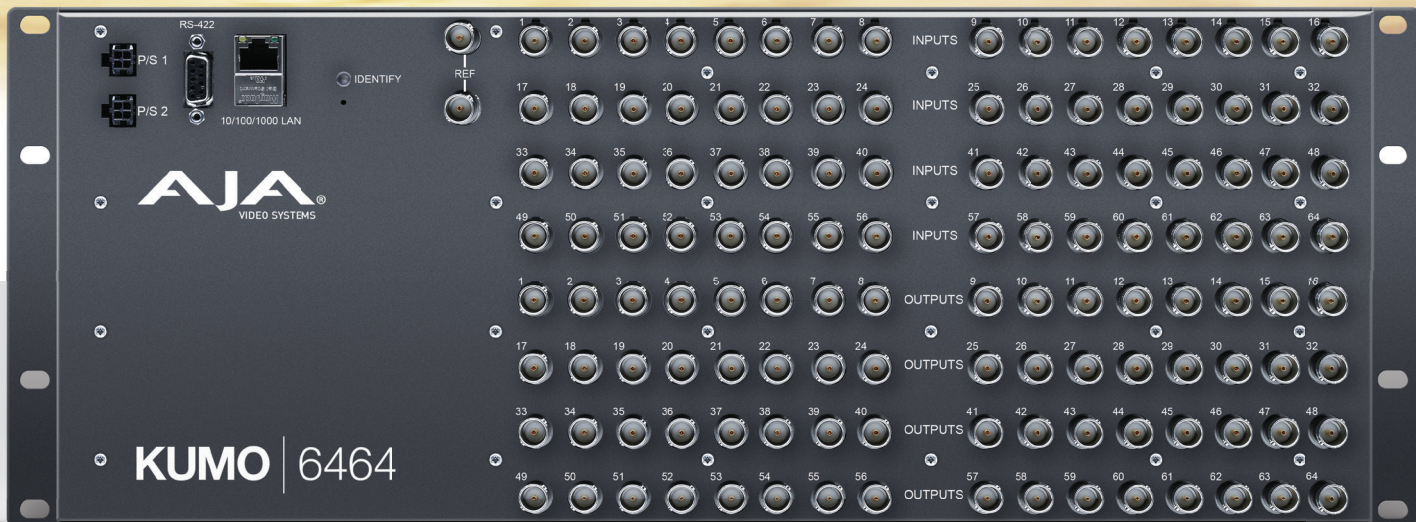 RS-422
P/S 1
P/S 2
10/100/1000 LAN
IDENTIFY
REF
AJA®
VIDEO SYSTEMS
KUMO 6464
1 2 3 4 5 6 7 8 INPUTS 9 10 11 12 13 14 15 16
17 18 19 20 21 22 23 24 INPUTS 25 26 27 28 29 30 31 32
33 34 35 36 37 38 39 40 INPUTS 41 42 43 44 45 46 47 48
49 50 51 52 53 54 55 56 INPUTS 57 58 59 60 61 62 63 64
1 2 3 4 5 6 7 8 OUTPUTS 9 10 11 12 13 14 15 16
17 18 19 20 21 22 23 24 OUTPUTS 25 26 27 28 29 30 31 32
33 34 35 36 37 38 39 40 OUTPUTS 41 42 43 44 45 46 47 48
49 50 51 52 53 54 55 56 OUTPUTS 57 58 59 60 61 62 63 64